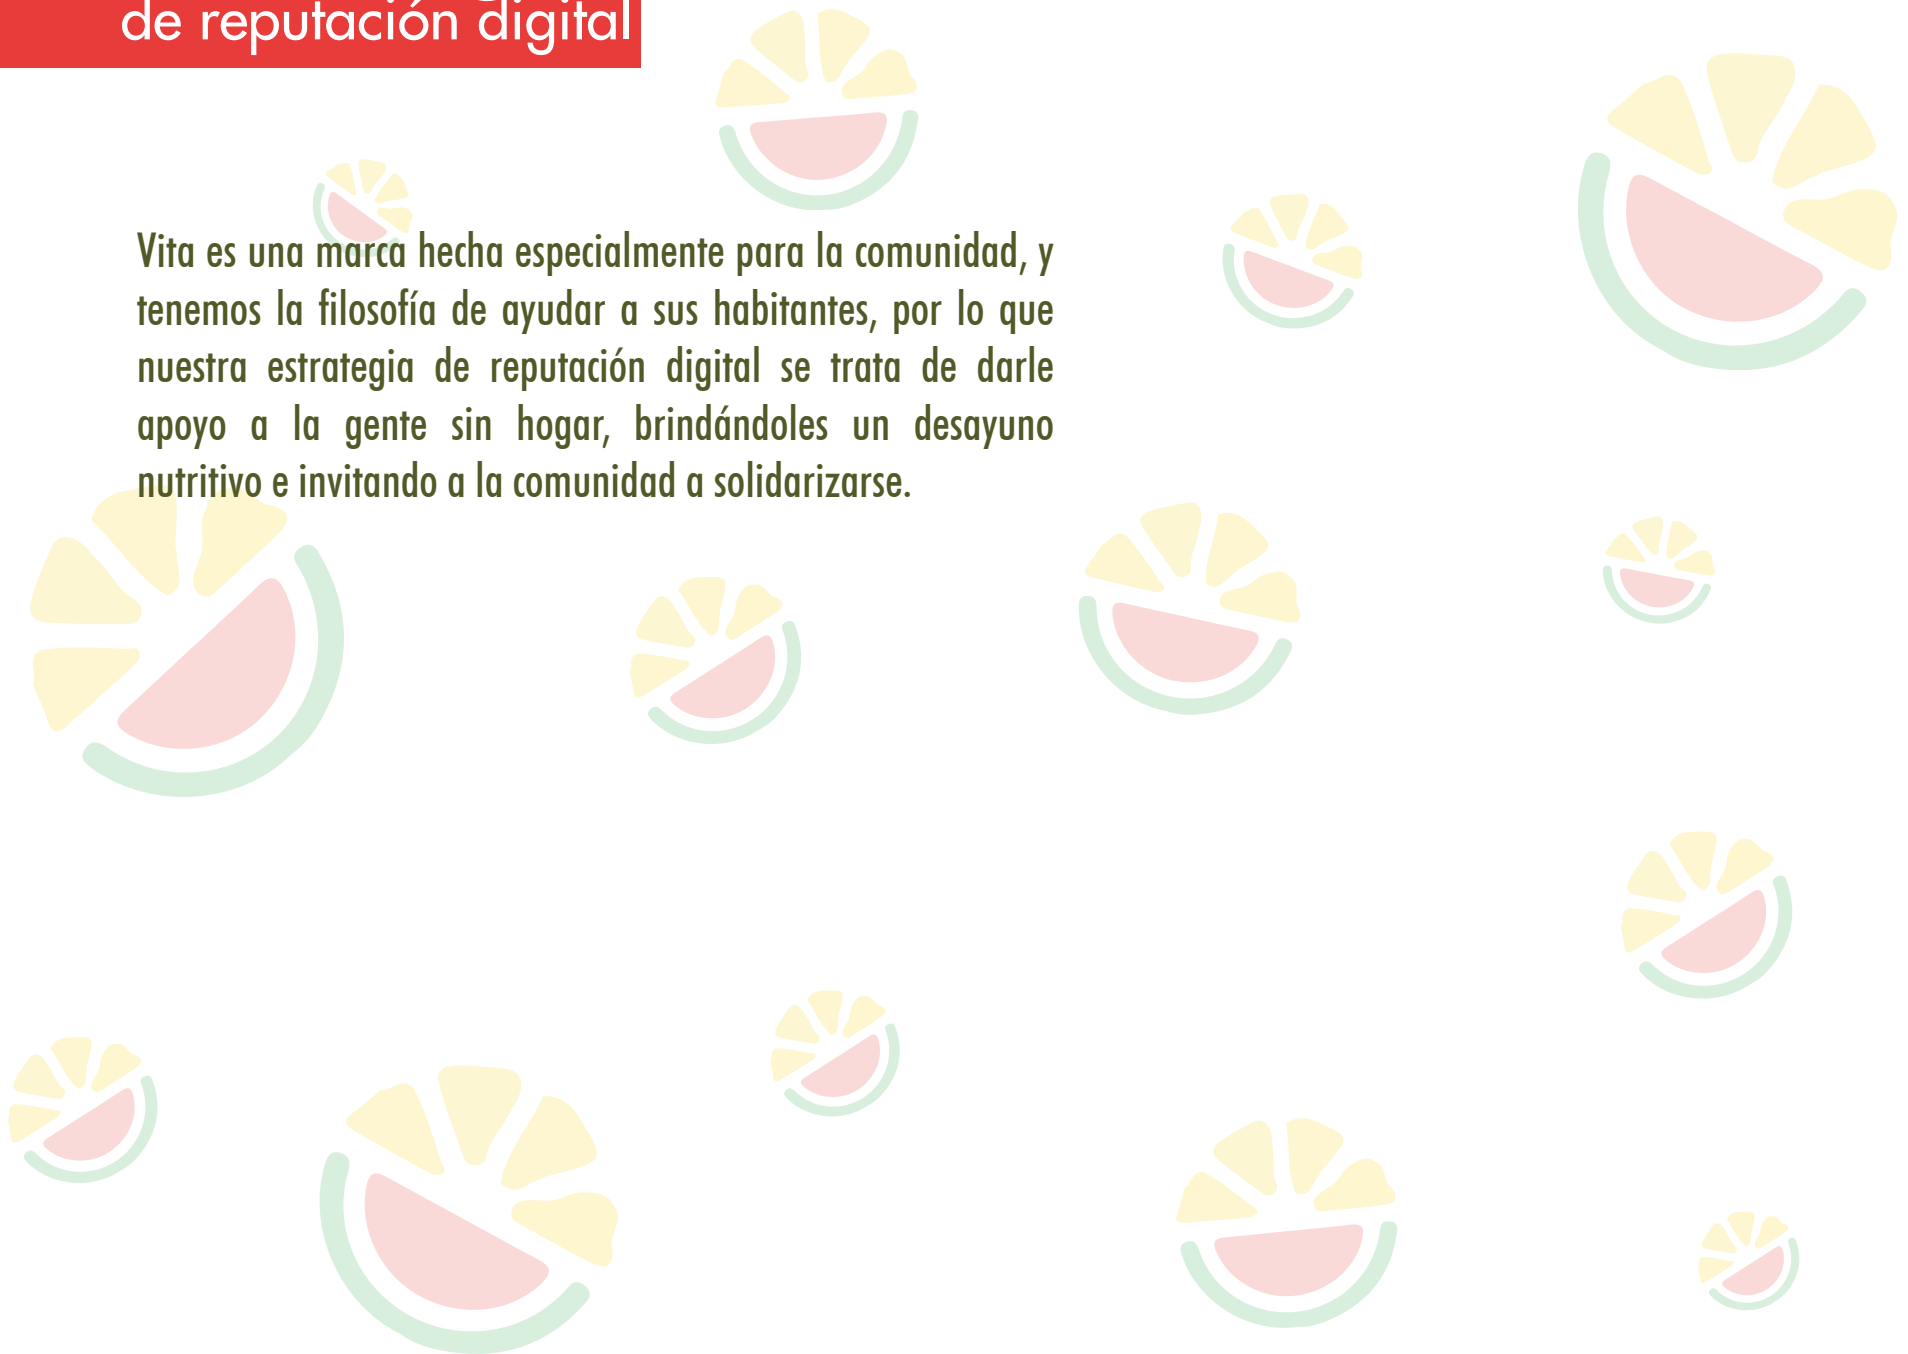 de reputación digital
Vita es una marca hecha especialmente para la comunidad, y
tenemos la filosofía de ayudar a sus habitantes, por lo que
nuestra estrategia de reputación digital se trata de darle
apoyo a la gente sin hogar, brindándoles un desayuno
nutritivo e invitando a la comunidad a solidarizarse.